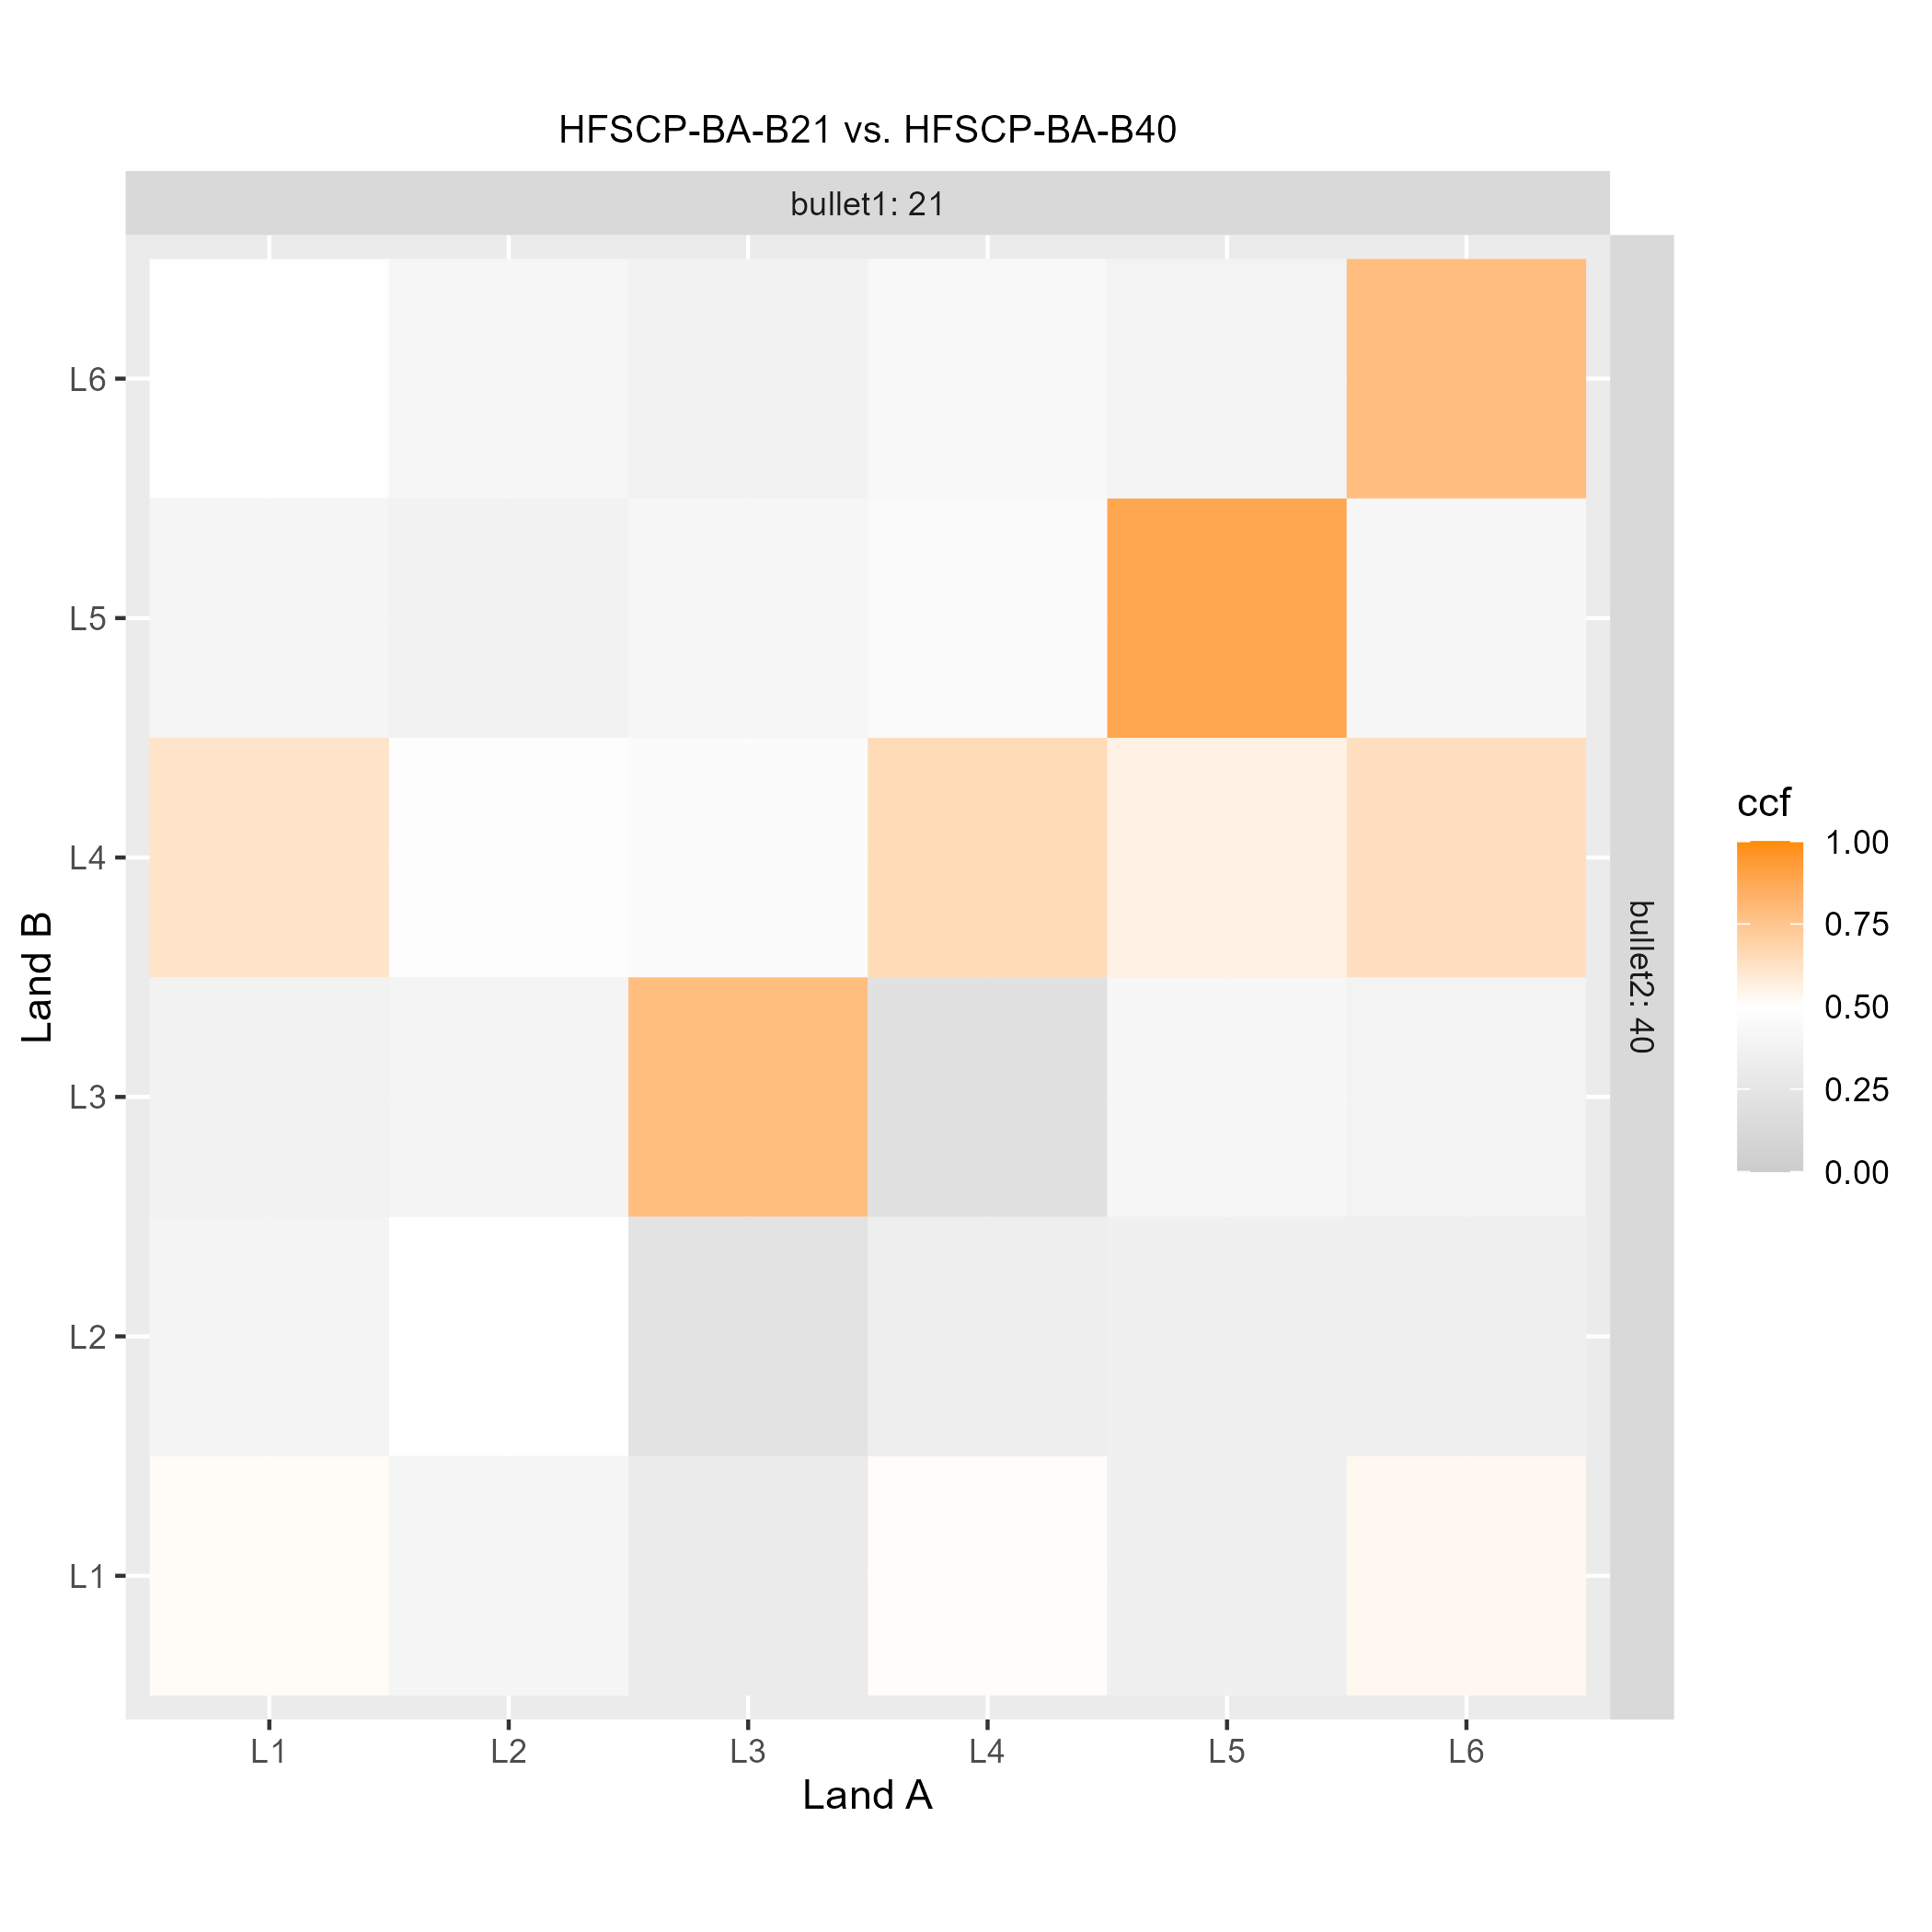 HFSCP-BA-B21 vs. HFSCP-BA-B40
bullet1: 21
L6
L5
L4
L3
L2
L1
Land B
bullet2: 40
L1 L2 L3 L4 L5 L6
Land A
ccf
1.00
0.75
0.50
0.25
0.00